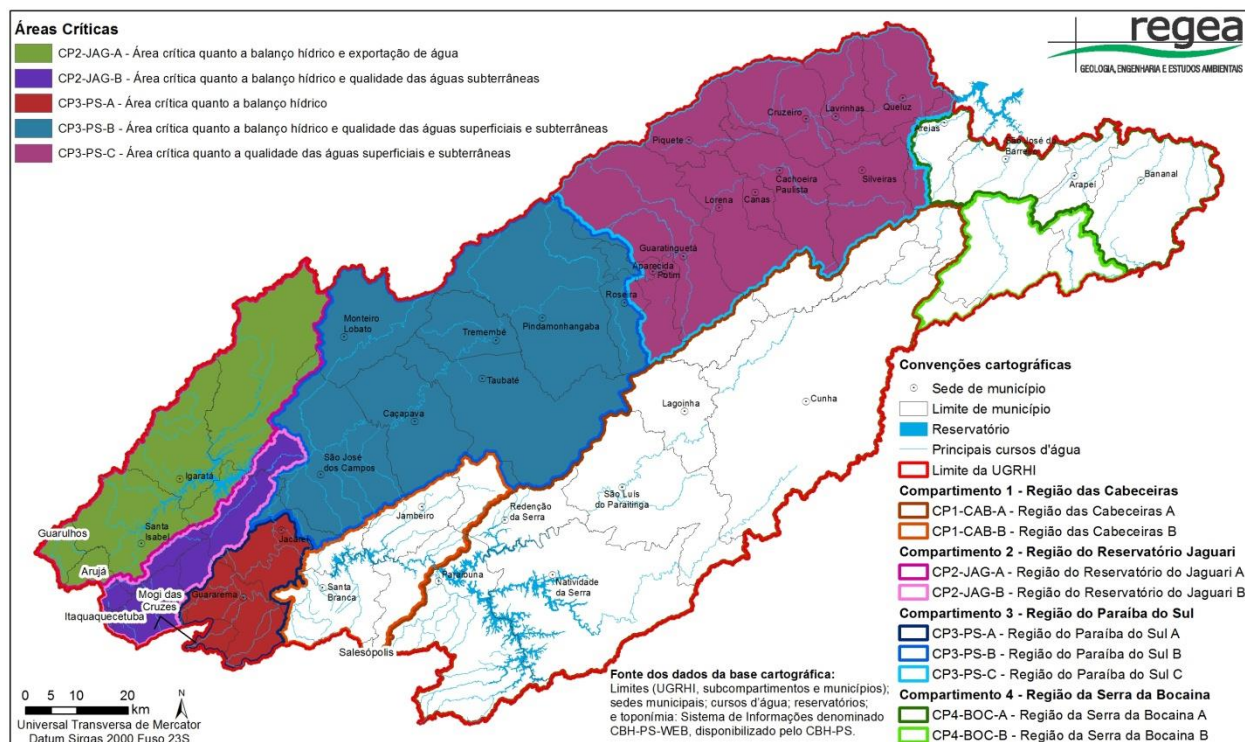 Áreas Críticas
CP2-JAG-A - Área crítica quanto a balanço hídrico e exportação de água
CP2-JAG-B - Área crítica quanto a balanço hídrico e qualidade das águas subterrâneas
CP3-PS-A - Área crítica quanto a balanço hídrico
CP3-PS-B - Área crítica quanto a balanço hídrico e qualidade das águas superficiais e subterrâneas
CP3-PS-C - Área crítica quanto a qualidade das águas superficiais e subterrâneas
regea
GEOLOGIA, ENGENHARIA E ESTUDOS AMBIENTAIS
Queluz
Lavrinhas
Cruzeiro
Areias
Piquete
São José do
Barreiro
Cachoeira
Paulista
Silveiras
Arapeí
Bananal
Canas
Lorena
Guaratinguetá
Aparecida
Potim
Roseira
Monteiro
Lobato
Pindamonhangaba
Tremembé
Taubaté
Caçapava
Lagoinha
Cunha
São José
dos Campos
Igaratá
São Luís
do Paraitinga
Jambeiro
Redenção
da Serra
Guarulhos
Santa
Isabel
Jacareí
Arujá
Paraibuna
Natividade
da Serra
Santa
Branca
Guararema
Mogi das
Cruzes
Itaquaquecetuba
Salesópolis
Convenções cartográficas
Sede de município
Limite de município
Reservatório
Principais cursos d'água
Limite da UGRHI
Compartimento 1 - Região das Cabeceiras
CP1-CAB-A - Região das Cabeceiras A
CP1-CAB-B - Região das Cabeceiras B
Compartimento 2 - Região do Reservatório Jaguari
CP2-JAG-A - Região do Reservatório do Jaguari A
CP2-JAG-B - Região do Reservatório do Jaguari B
Compartimento 3 - Região do Paraíba do Sul
CP3-PS-A - Região do Paraíba do Sul A
CP3-PS-B - Região do Paraíba do Sul B
CP3-PS-C - Região do Paraíba do Sul C
Compartimento 4 - Região da Serra da Bocaina
CP4-BOC-A - Região da Serra da Bocaina A
CP4-BOC-B - Região da Serra da Bocaina B
Fonte dos dados da base cartográfica:
Limites (UGRHI, subcompartimentos e municípios);
sedes municipais; cursos d'água; reservatórios;
e toponímia: Sistema de Informações denominado
CBH-PS-WEB, disponibilizado pelo CBH-PS.
0 5 10 20
km
N
Universal Transversa de Mercator
Datum Sirgas 2000 Fuso 23S